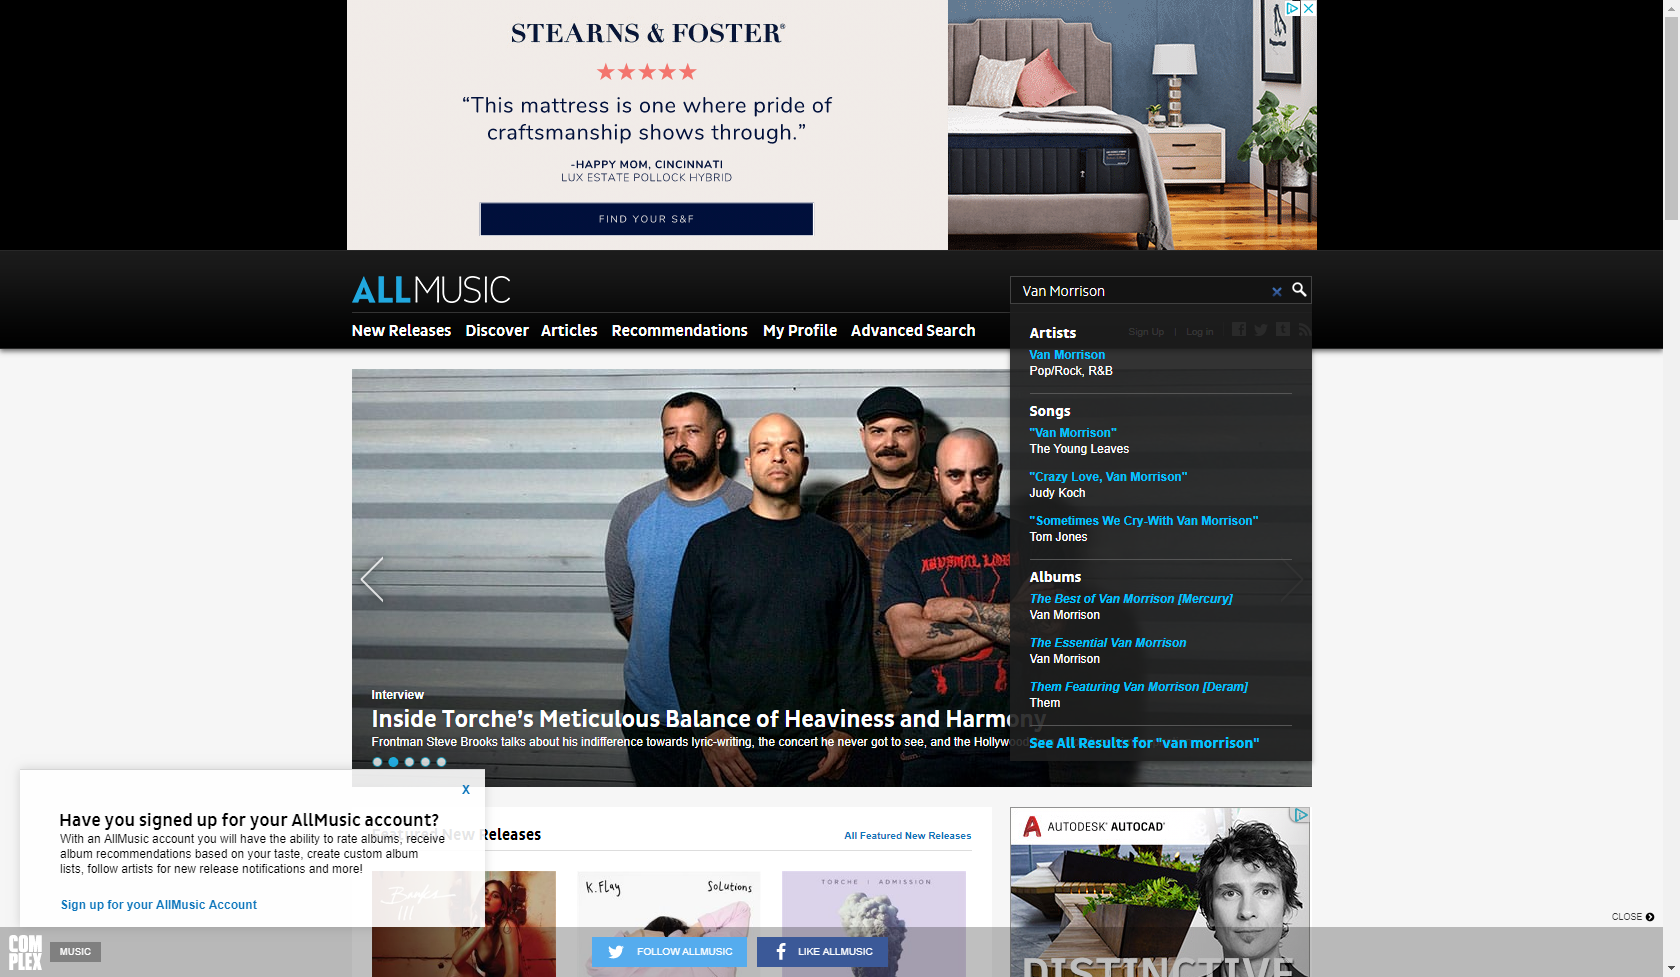 STEARNS & FOSTER®
“This mattress is one where pride of
craftsmanship shows through.”
-HAPPY MOM, CINCINNATI
LUX ESTATE POLLOCK HYBRID
FIND YOUR S&F
ALLMUSIC
Van Morrison
New Releases Discover Articles Recommendations My Profile Advanced Search
Sign Up | Log in
Artists
Van Morrison
Pop/Rock, R&B
Songs
"Van Morrison"
The Young Leaves
"Crazy Love, Van Morrison"
Judy Koch
"Sometimes We Cry-With Van Morrison"
Tom Jones
Albums
The Best of Van Morrison [Mercury]
Van Morrison
The Essential Van Morrison
Van Morrison
Them Featuring Van Morrison [Deram]
Them
See All Results for "van morrison"
Interview
Inside Torche’s Meticulous Balance of Heaviness and Harmony
Frontman Steve Brooks talks about his indifference towards lyric-writing, the concert he never got to see, and the Hollywood
X
Have you signed up for your AllMusic account?
With an AllMusic account you will have the ability to rate albums, receive
album recommendations based on your taste, create custom album
lists, follow artists for new release notifications and more!
Sign up for your AllMusic Account
Featured New Releases
All Featured New Releases
Banks
III
K.Flay Solutions
TORCHE | ADMISSION
AUTODESK® AUTOCAD®
DISTINCTIVE
CLOSE
COMPLEX
MUSIC
FOLLOW ALLMUSIC
LIKE ALLMUSIC